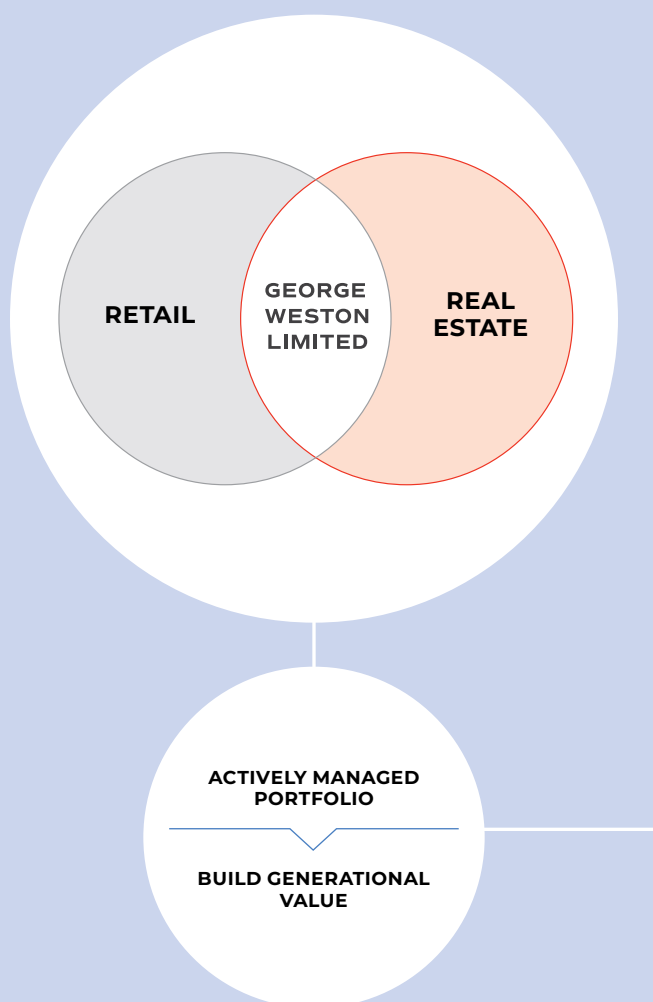 RETAIL
GEORGE
WESTON
LIMITED
REAL
ESTATE
ACTIVELY MANAGED
PORTFOLIO
BUILD GENERATIONAL
VALUE